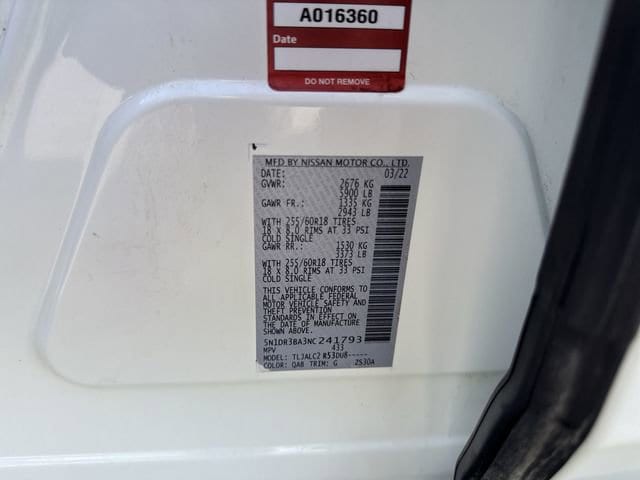 A016360
Date
DO NOT REMOVE
MFD BY NISSAN MOTOR CO., LTD.
DATE: 03/22
GVWR: 2676 KG
5900 LB
GAWR FR.: 1335 KG
2943 LB
WITH 255/60R18 TIRES
18 X 8.0 RIMS AT 33 PSI
COLD SINGLE
GAWR RR.: 1530 KG
3373 LB
WITH 255/60R18 TIRES
18 X 8.0 RIMS AT 33 PSI
COLD SINGLE
THIS VEHICLE CONFORMS TO
ALL APPLICABLE FEDERAL
MOTOR VEHICLE SAFETY AND
THEFT PREVENTION
STANDARDS IN EFFECT ON
THE DATE OF MANUFACTURE
SHOWN ABOVE.
5N1DR3BA3NC241793
MPV 433
MODEL: TLJALC2 R53DU8-----
COLOR: QAB TRIM: G 2S30A